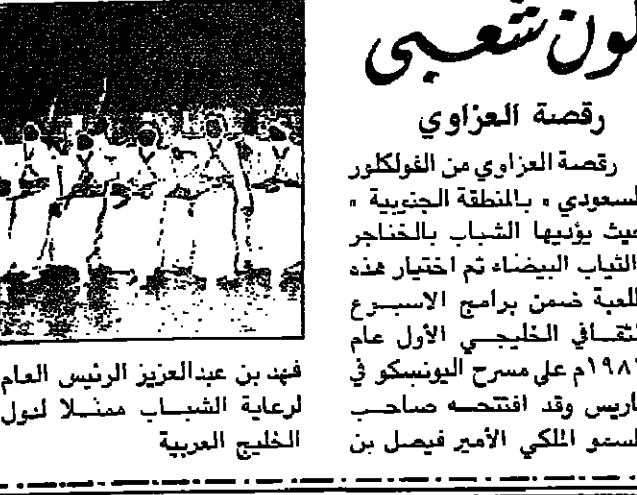 لون شعبي
رقصة العزاوي
رقصة العزاوي من الفولكلور
السعودي « بالمنطقة الجنوبية »
حيث يؤديها الشباب بالخناجر
والثياب البيضاء تم اختيار هذه
اللعبة ضمن برامج الاسبوع
الثقافي الخليجي الأول عام
م على مسرح اليونسكو في
باريس وقد افتتحه صاحب
السمو الملكي الأمير فيصل بن
فهد بن عبدالعزيز الرئيس العام
لرعاية الشباب ممثلا لدول
الخليج العربية